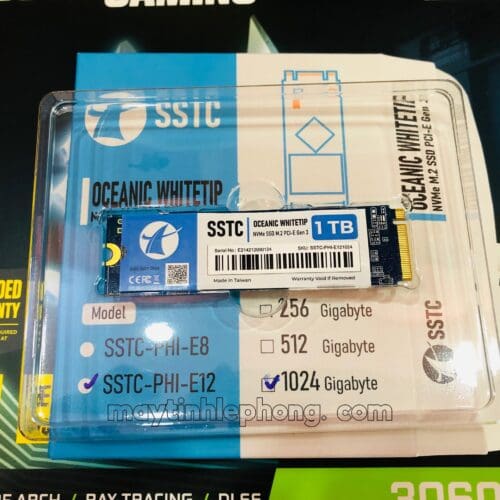 GAMING
SSTC
OCEANIC WHITETIP
OCEANIC WHITETIP
NVMe M.2 SSD PCI-E Gen 3
SSTC
OCEANIC WHITETIP
NVMe SSD M.2 PCI-E Gen 3
1 TB
SKU: SSTC-PHI-E121024
Made in Taiwan
Warranty Void If Removed
Model
SSTC-PHI-E8
SSTC-PHI-E12
256 Gigabyte
512 Gigabyte
1024 Gigabyte
SSTC
maytinhlephong. com
RAY TRACING / DLSS
3060